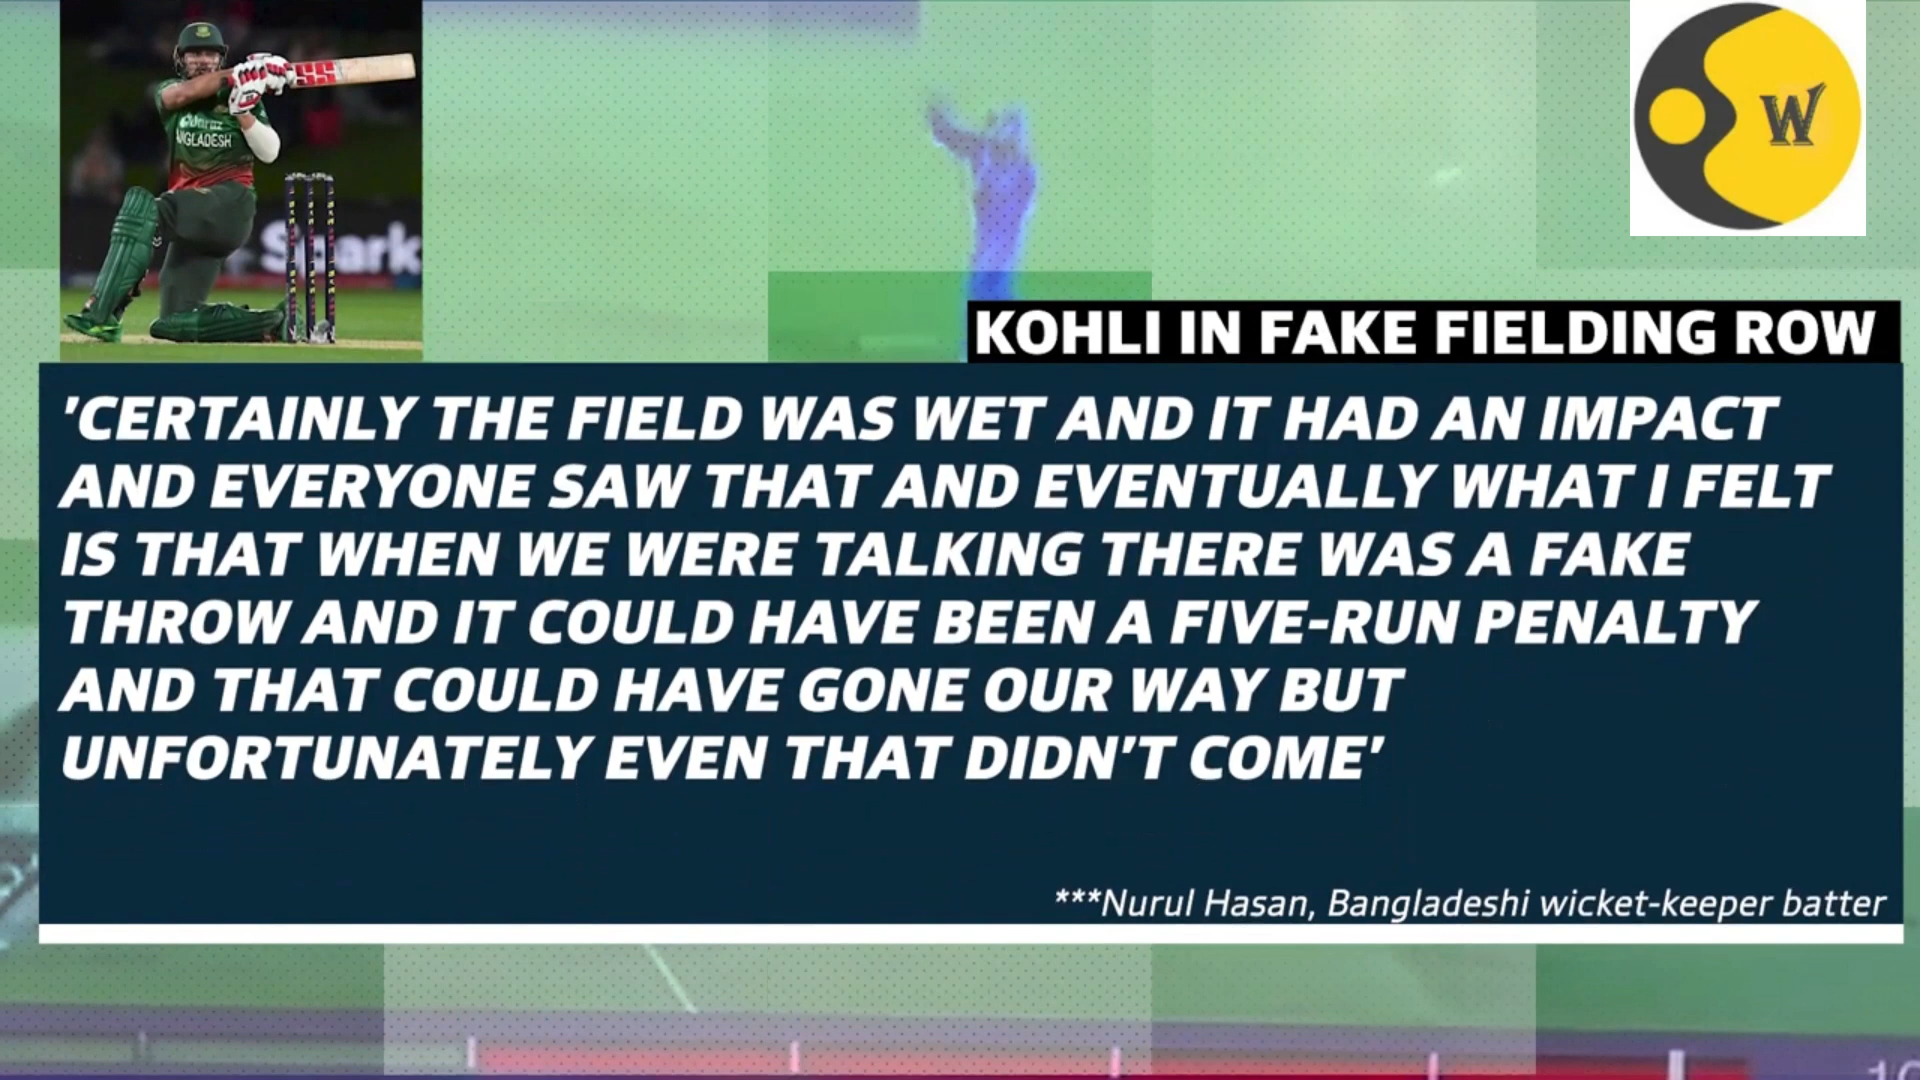 BANGLADESH
Spark
W
KOHLI IN FAKE FIELDING ROW
'CERTAINLY THE FIELD WAS WET AND IT HAD AN IMPACT
AND EVERYONE SAW THAT AND EVENTUALLY WHAT I FELT
IS THAT WHEN WE WERE TALKING THERE WAS A FAKE
THROW AND IT COULD HAVE BEEN A FIVE-RUN PENALTY
AND THAT COULD HAVE GONE OUR WAY BUT
UNFORTUNATELY EVEN THAT DIDN'T COME'
***Nurul Hasan, Bangladeshi wicket-keeper batter